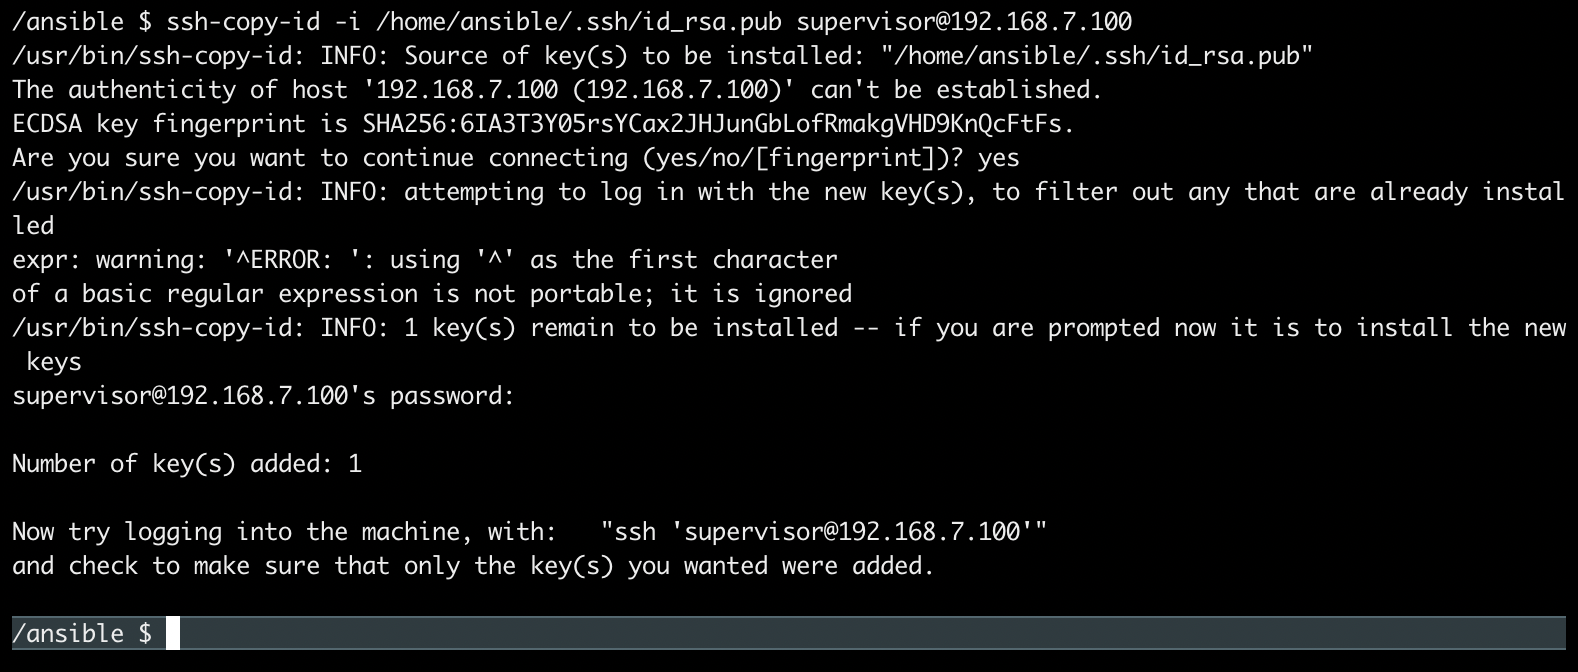 /ansible $ ssh-copy-id -i /home/ansible/.ssh/id_rsa.pub supervisor@192.168.7.100
/usr/bin/ssh-copy-id: INFO: Source of key(s) to be installed: "/home/ansible/.ssh/id_rsa.pub"
The authenticity of host '192.168.7.100 (192.168.7.100)' can't be established.
ECDSA key fingerprint is SHA256:6IA3T3Y05rsYCax2JHJunGbLofRmakgVHD9KnQcFtFs.
Are you sure you want to continue connecting (yes/no/[fingerprint])? yes
/usr/bin/ssh-copy-id: INFO: attempting to log in with the new key(s), to filter out any that are already instal
led
expr: warning: '^ERROR: ': using '^' as the first character
of a basic regular expression is not portable; it is ignored
/usr/bin/ssh-copy-id: INFO: 1 key(s) remain to be installed -- if you are prompted now it is to install the new
 keys
supervisor@192.168.7.100's password:

Number of key(s) added: 1

Now try logging into the machine, with:   "ssh 'supervisor@192.168.7.100'"
and check to make sure that only the key(s) you wanted were added.

/ansible $